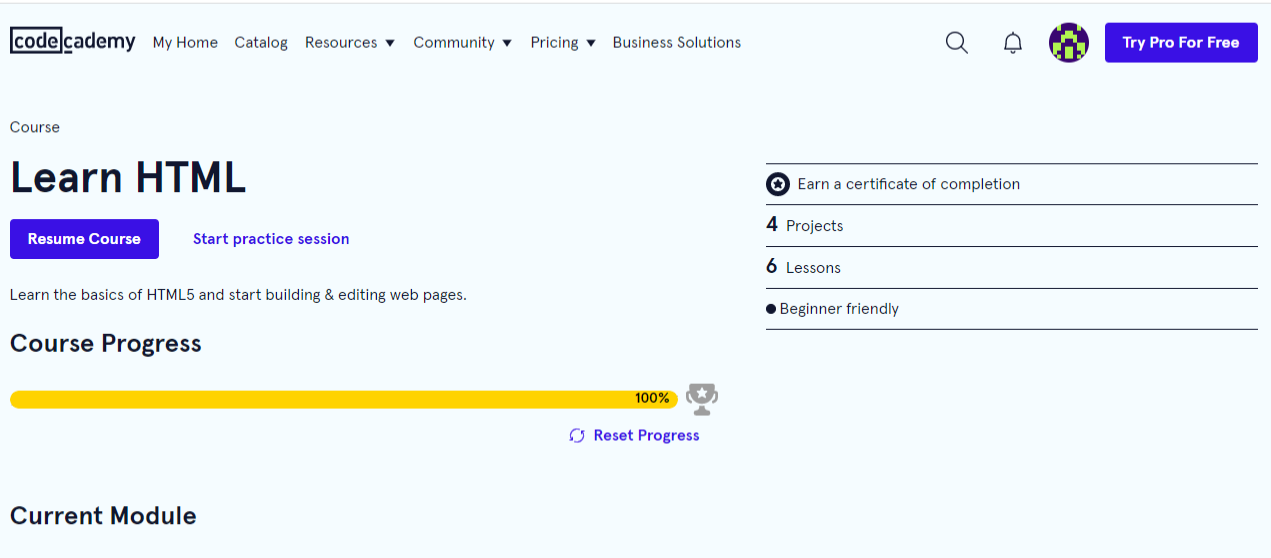 codecademy My Home Catalog Resources Community Pricing Business Solutions Try Pro For Free
Course
Learn HTML
Resume Course Start practice session
Learn the basics of HTML5 and start building & editing web pages.
Course Progress
100%
Reset Progress
Current Module
Earn a certificate of completion
4 Projects
6 Lessons
Beginner friendly